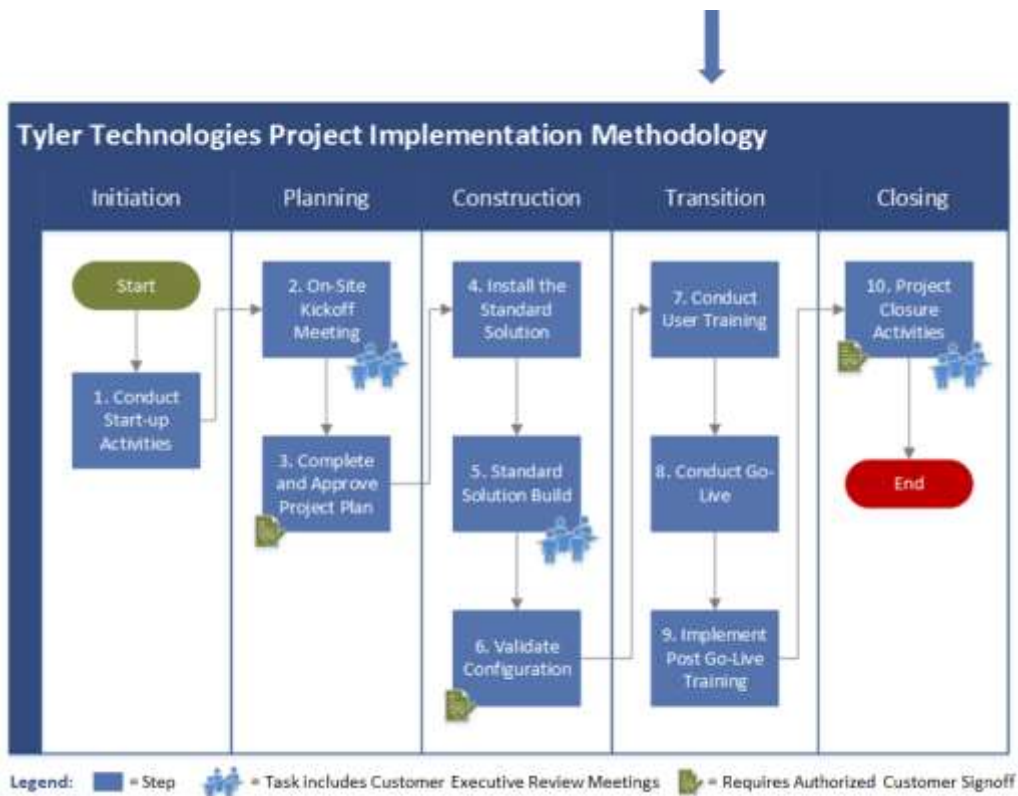 Tyler Technologies Project Implementation Methodology
Initiation
Planning
Construction
Transition
Closing
Start
1. Conduct
Start-up
Activities
2. On-Site
Kickoff
Meeting
3. Complete
and Approve
Project Plan
4. Install the
Standard
Solution
5. Standard
Solution Build
6. Validate
Configuration
7. Conduct
User Training
8. Conduct Go-
Live
9. Implement
Post Go-Live
Training
10. Project
Closure
Activities
End
Legend: = Step = Task includes Customer Executive Review Meetings = Requires Authorized Customer Signoff